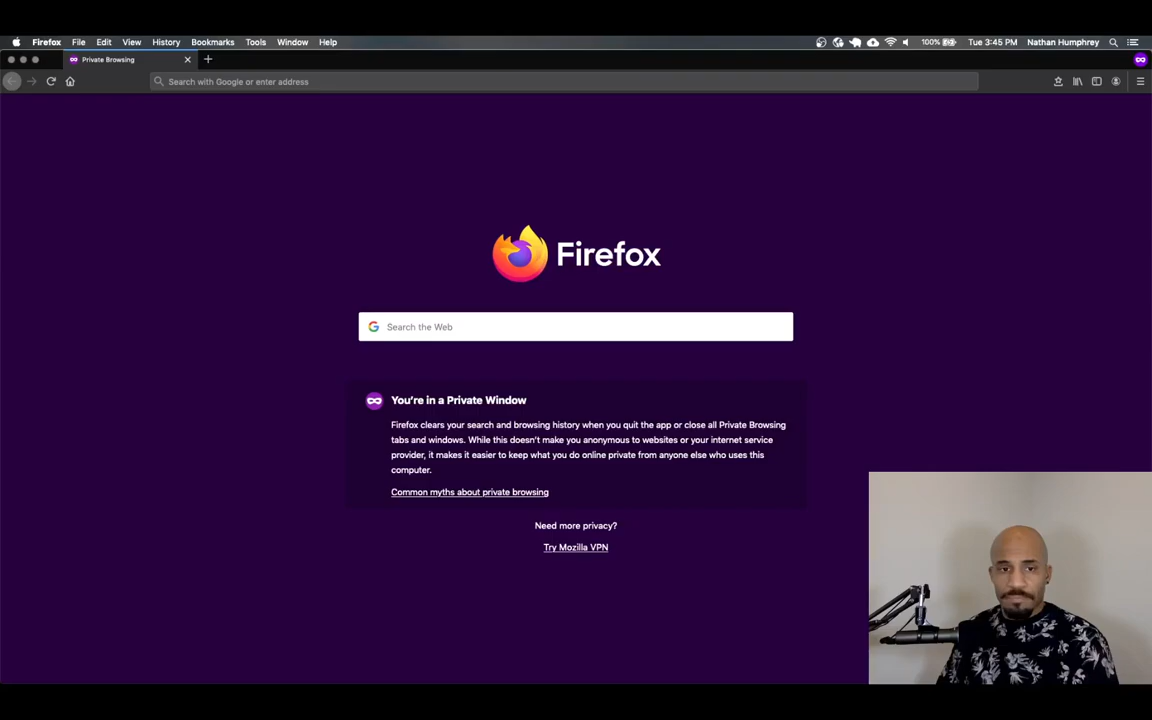 Firefox File Edit View History Bookmarks Tools Window Help 100% Tue 3:45 PM Nathan Humphrey
Private Browsing
Search with Google or enter address
Firefox
Search the Web
You're in a Private Window
Firefox clears your search and browsing history when you quit the app or close all Private Browsing
tabs and windows. While this doesn't make you anonymous to websites or your internet service
provider, it makes it easier to keep what you do online private from anyone else who uses this
computer.
Common myths about private browsing
Need more privacy?
Try Mozilla VPN